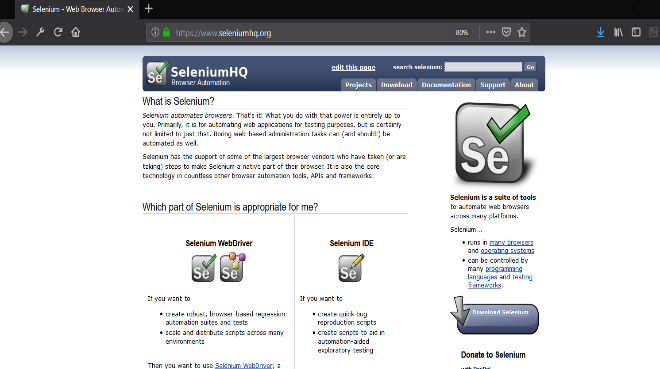 Selenium - Web Browser Autom
https://www.seleniumhq.org
80%
Se
SeleniumHQ
Browser Automation
edit this page
search selenium:
Go
Projects
Download
Documentation
Support
About
What is Selenium?
Selenium automates browsers. That's it! What you do with that power is entirely up to
you. Primarily, it is for automating web applications for testing purposes, but is certainly
not limited to just that. Boring web-based administration tasks can (and should!) be
automated as well.
Selenium has the support of some of the largest browser vendors who have taken (or are
taking) steps to make Selenium a native part of their browser. It is also the core
technology in countless other browser automation tools, APIs and frameworks.
Which part of Selenium is appropriate for me?
Selenium WebDriver
Se
Se
If you want to
• create robust, browser-based regression
automation suites and tests
• scale and distribute scripts across many
environments
Then you want to use Selenium WebDriver; a
Selenium IDE
Se
If you want to
• create quick bug
reproduction scripts
• create scripts to aid in
automation-aided
exploratory testing
Se
Selenium is a suite of tools
to automate web browsers
across many platforms.
Selenium...
• runs in many browsers
and operating systems
• can be controlled by
many programming
languages and testing
frameworks.
Download Selenium
Donate to Selenium